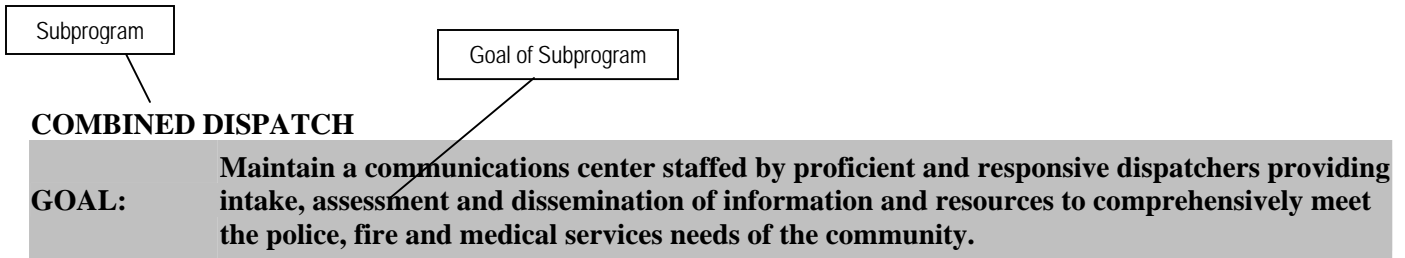 Subprogram
Goal of Subprogram
COMBINED DISPATCH
Maintain a communications center staffed by proficient and responsive dispatchers providing
GOAL: intake, assessment and dissemination of information and resources to comprehensively meet
the police, fire and medical services needs of the community.